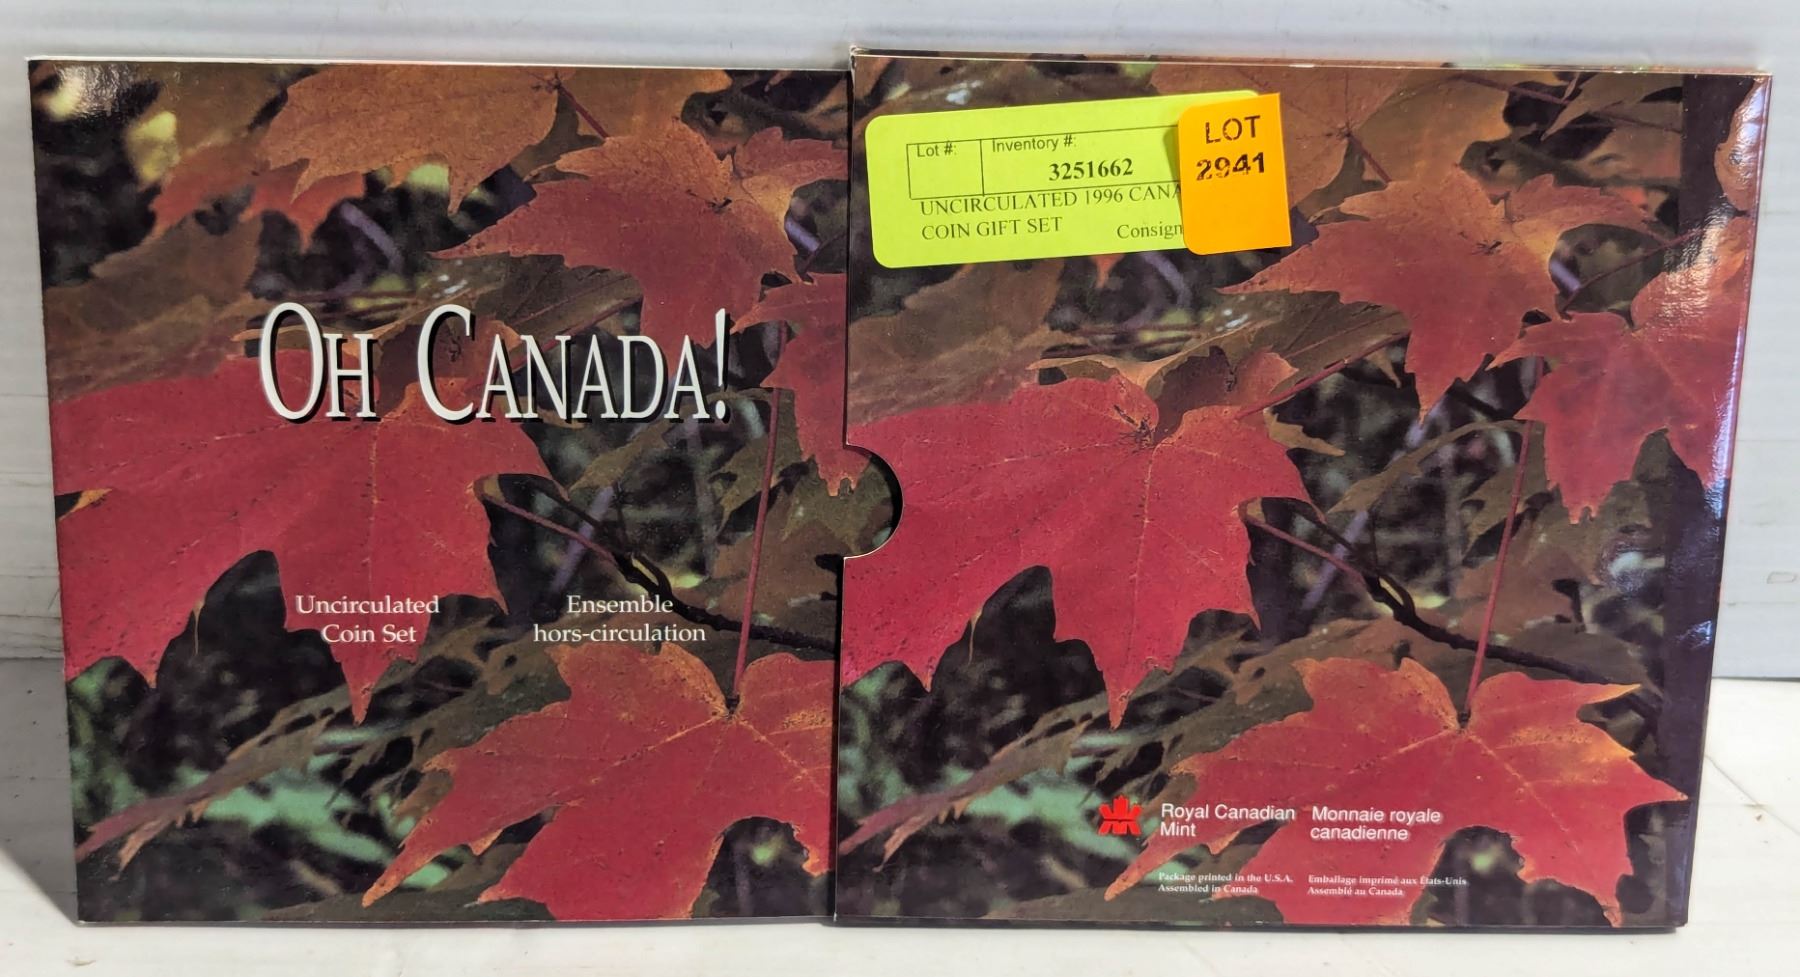 OH CANADA!
Uncirculated
Coin Set
Ensemble
hors-circulation
Lot #:
Inventory #:
3251662
UNCIRCULATED 1996
COIN GIFT SET
LOT
2941
Royal Canadian
Mint
Monnaie royale
canadienne
Package printed in the U.S.A.
Assembled in Canada
Emballage imprimé aux États-Unis
Assemblé au Canada